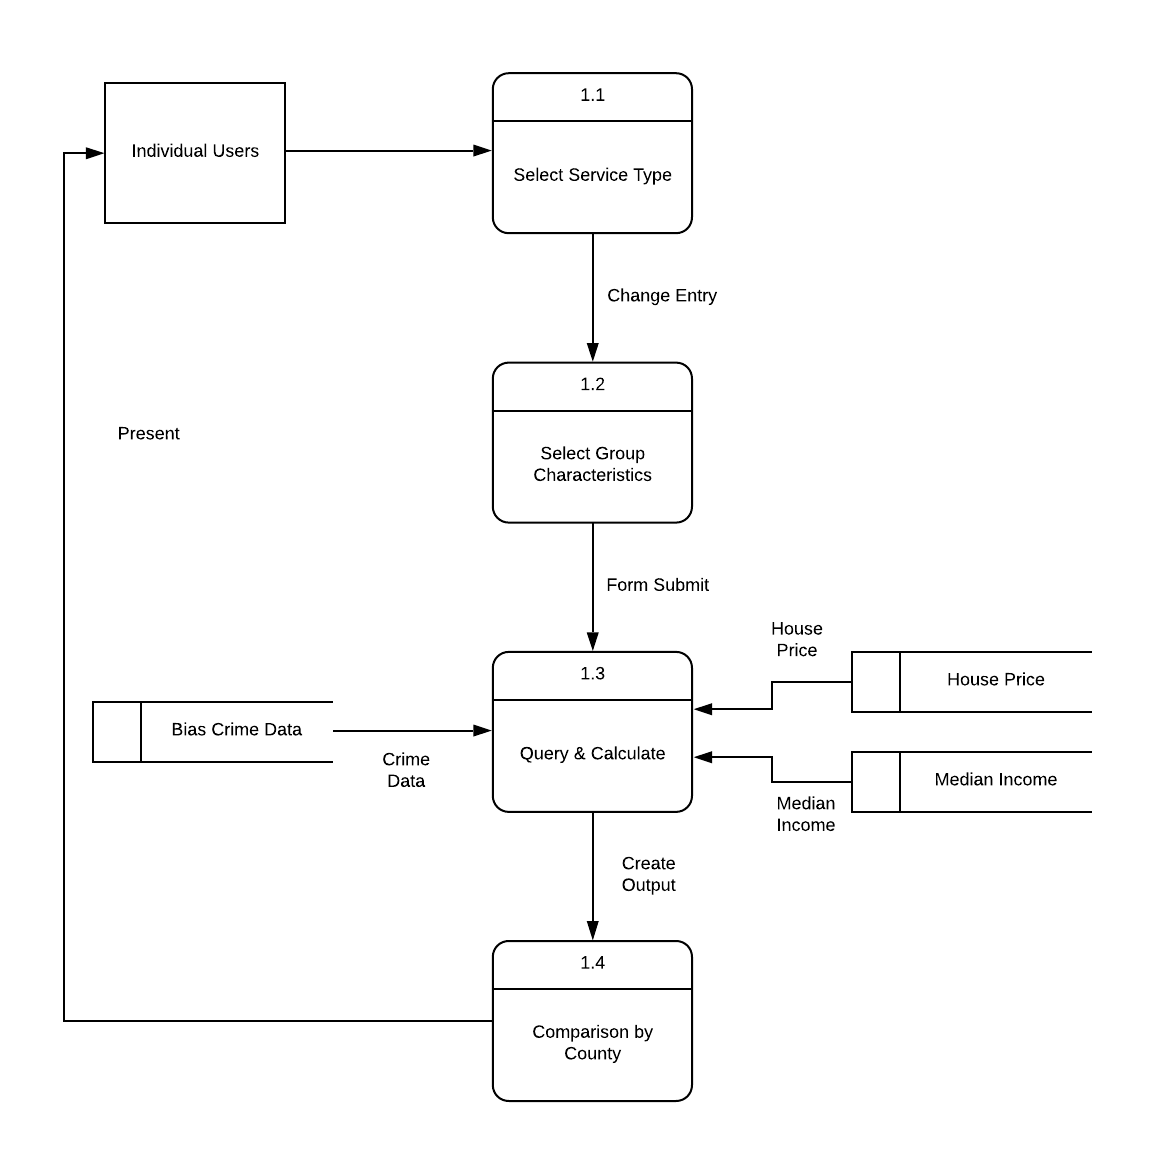 1.1
Individual Users
Select Service Type
Change Entry
1.2
Present
Select Group
Characteristics
Form Submit
House
Price
1.3
House Price
Bias Crime Data
Query & Calculate
Crime
Data
Median Income
Median
Income
Create
Output
1.4
Comparison by
County